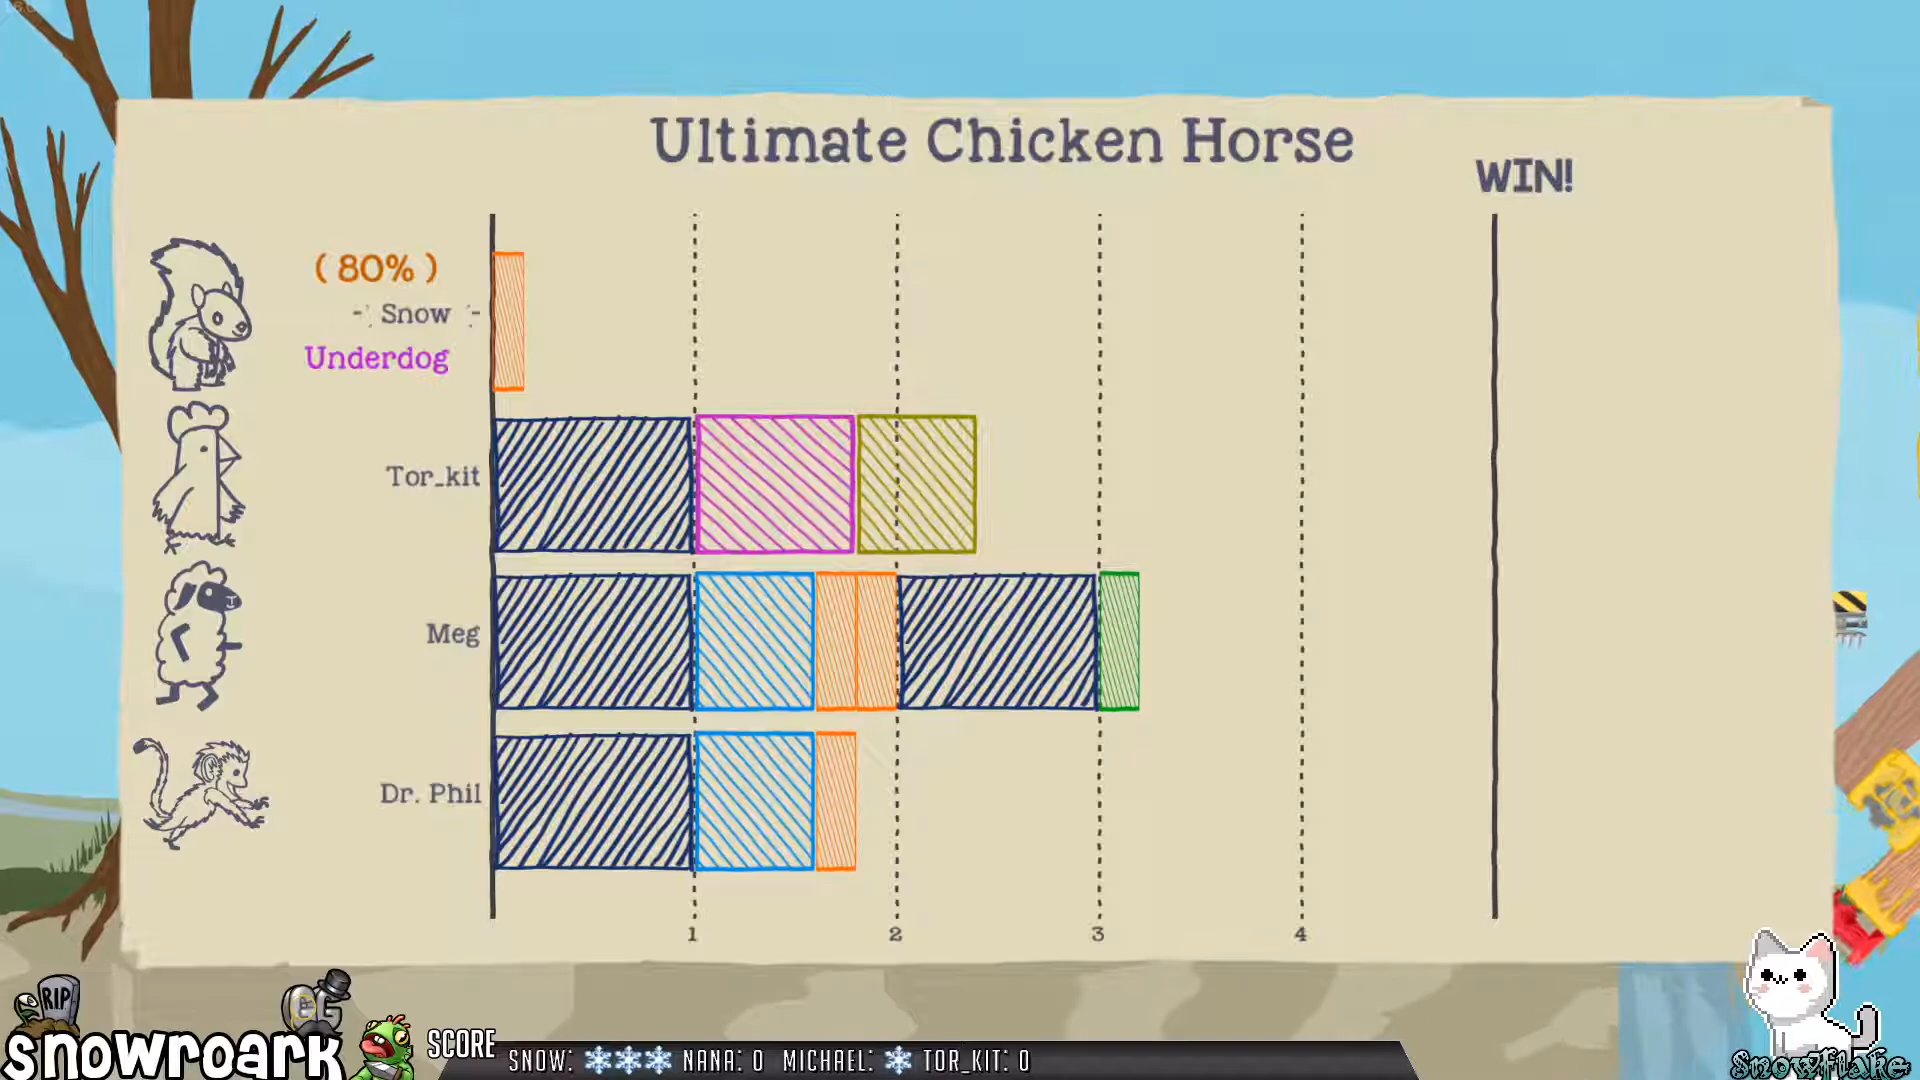 Ultimate Chicken Horse
WIN!
( 80% )
Snow
Underdog
Tor_kit
Meg
Dr. Phil
1 2 3 4
RIP
snowroark
SCORE
SNOW: ❄❄❄ NANA: 0 MICHAEL: ❄ TOR_KIT: 0
Snowflake